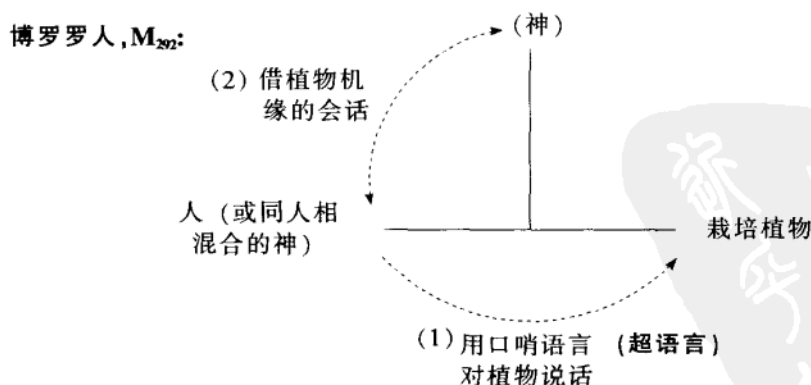 博罗罗人,M₂₉₂:
(神)
(2) 借植物机
缘的会话
人 (或同人相
混合的神)
栽培植物
(1) 用口哨语言 (超语言)
对植物说话